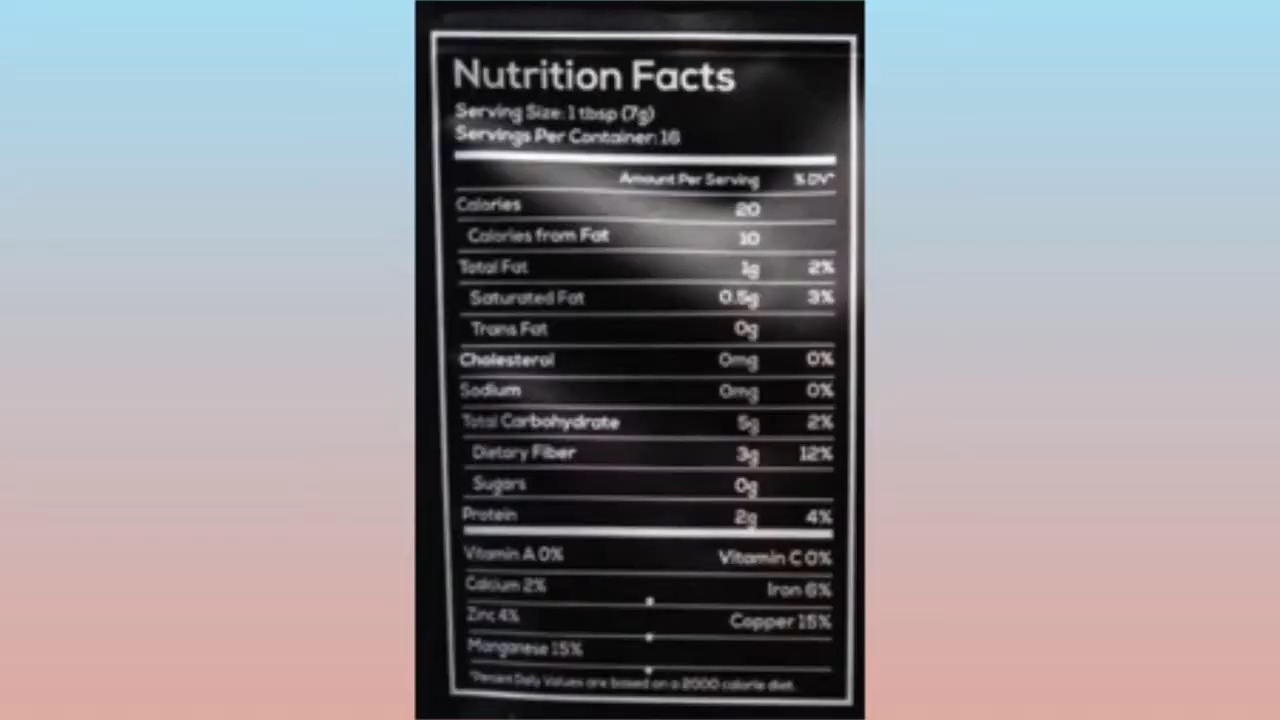 Nutrition Facts
Serving Size: 1 tbsp (7g)
Servings Per Container: 16
Amount Per Serving % DV*
Calories 20
Calories from Fat 10
Total Fat 1g 2%
Saturated Fat 0.5g 3%
Trans Fat 0g
Cholesterol 0mg 0%
Sodium 0mg 0%
Total Carbohydrate 5g 2%
Dietary Fiber 3g 12%
Sugars 0g
Protein 2g 4%
Vitamin A 0% Vitamin C 0%
Calcium 2% Iron 6%
Zinc 4% Copper 15%
Manganese 15%
*Percent Daily Values are based on a 2000 calorie diet.